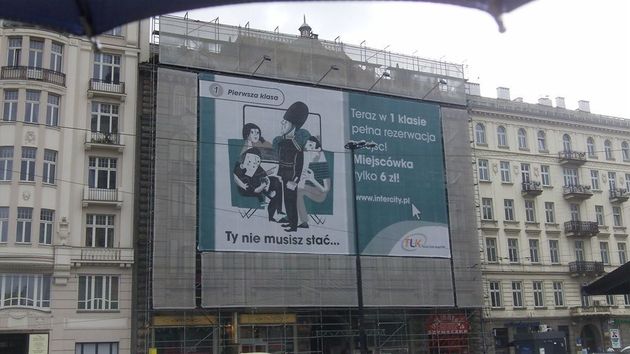 1 Pierwsza klasa
Teraz w 1 klasie
pełna rezerwacja
miejsc!
Miejscówka
tylko 6 zł!
www.intercity.pl
Ty nie musisz stać...
TLK